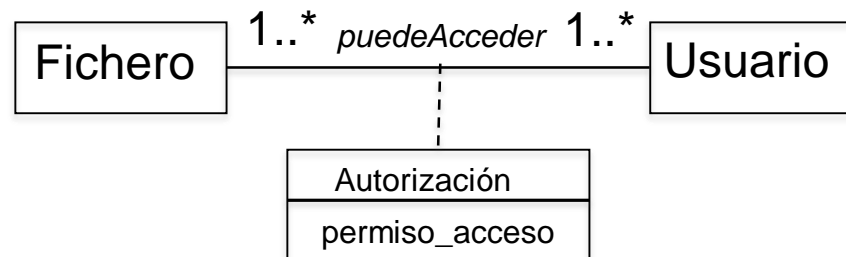 Fichero
1..*
puedeAcceder
1..*
Usuario
Autorización
permiso_acceso